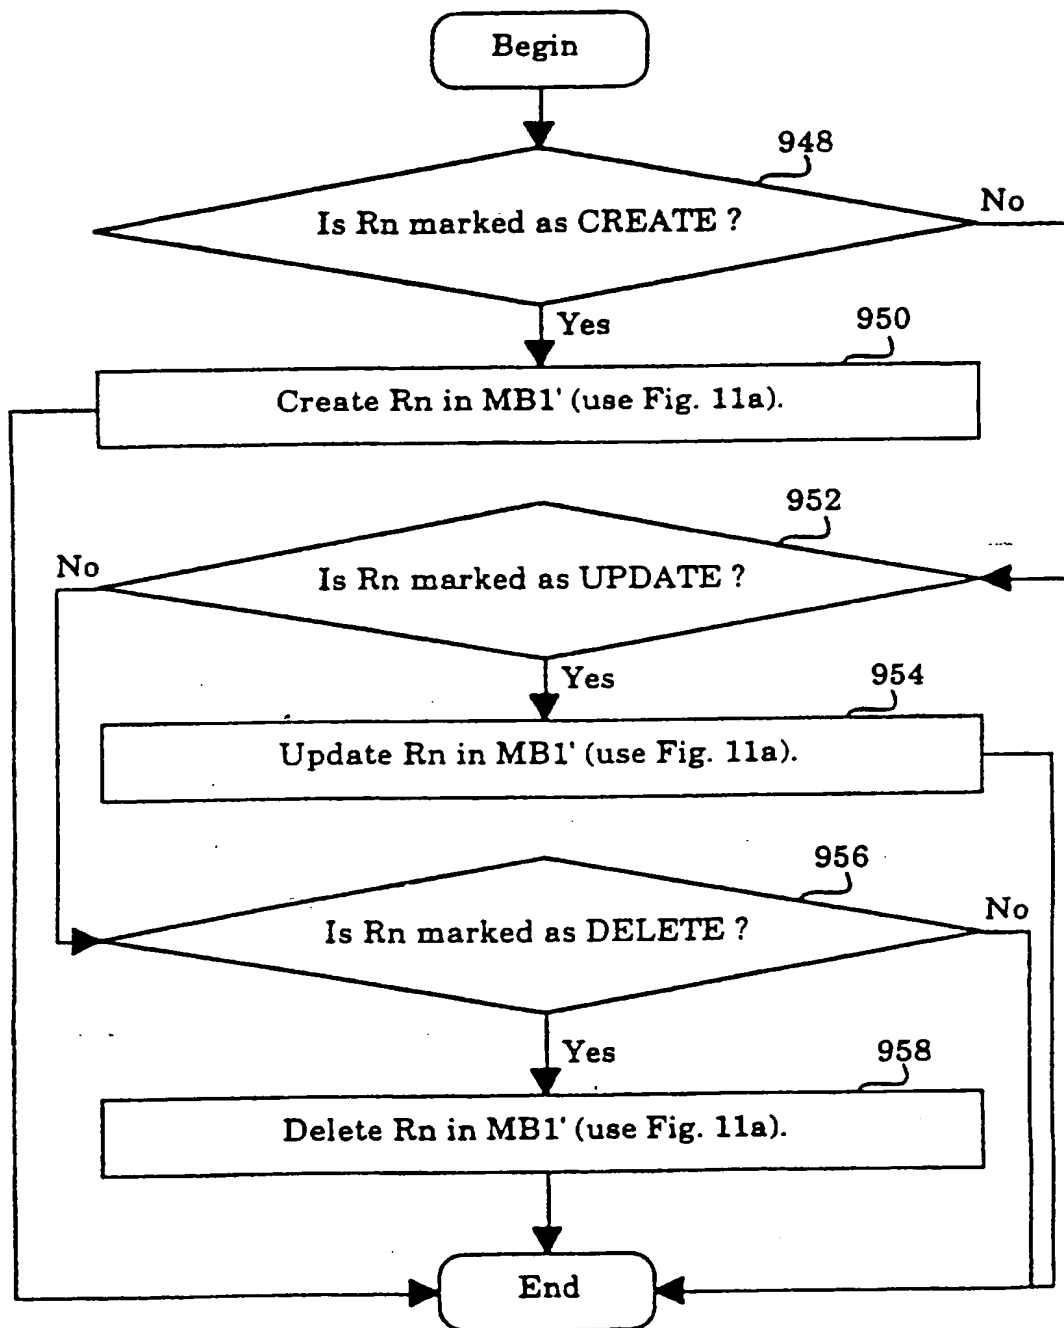 Begin
948
Is Rn marked as CREATE ?
No
Yes
950
Create Rn in MB1' (use Fig. 11a).
952
No
Is Rn marked as UPDATE ?
Yes
954
Update Rn in MB1' (use Fig. 11a).
956
No
Is Rn marked as DELETE ?
Yes
958
Delete Rn in MB1' (use Fig. 11a).
End